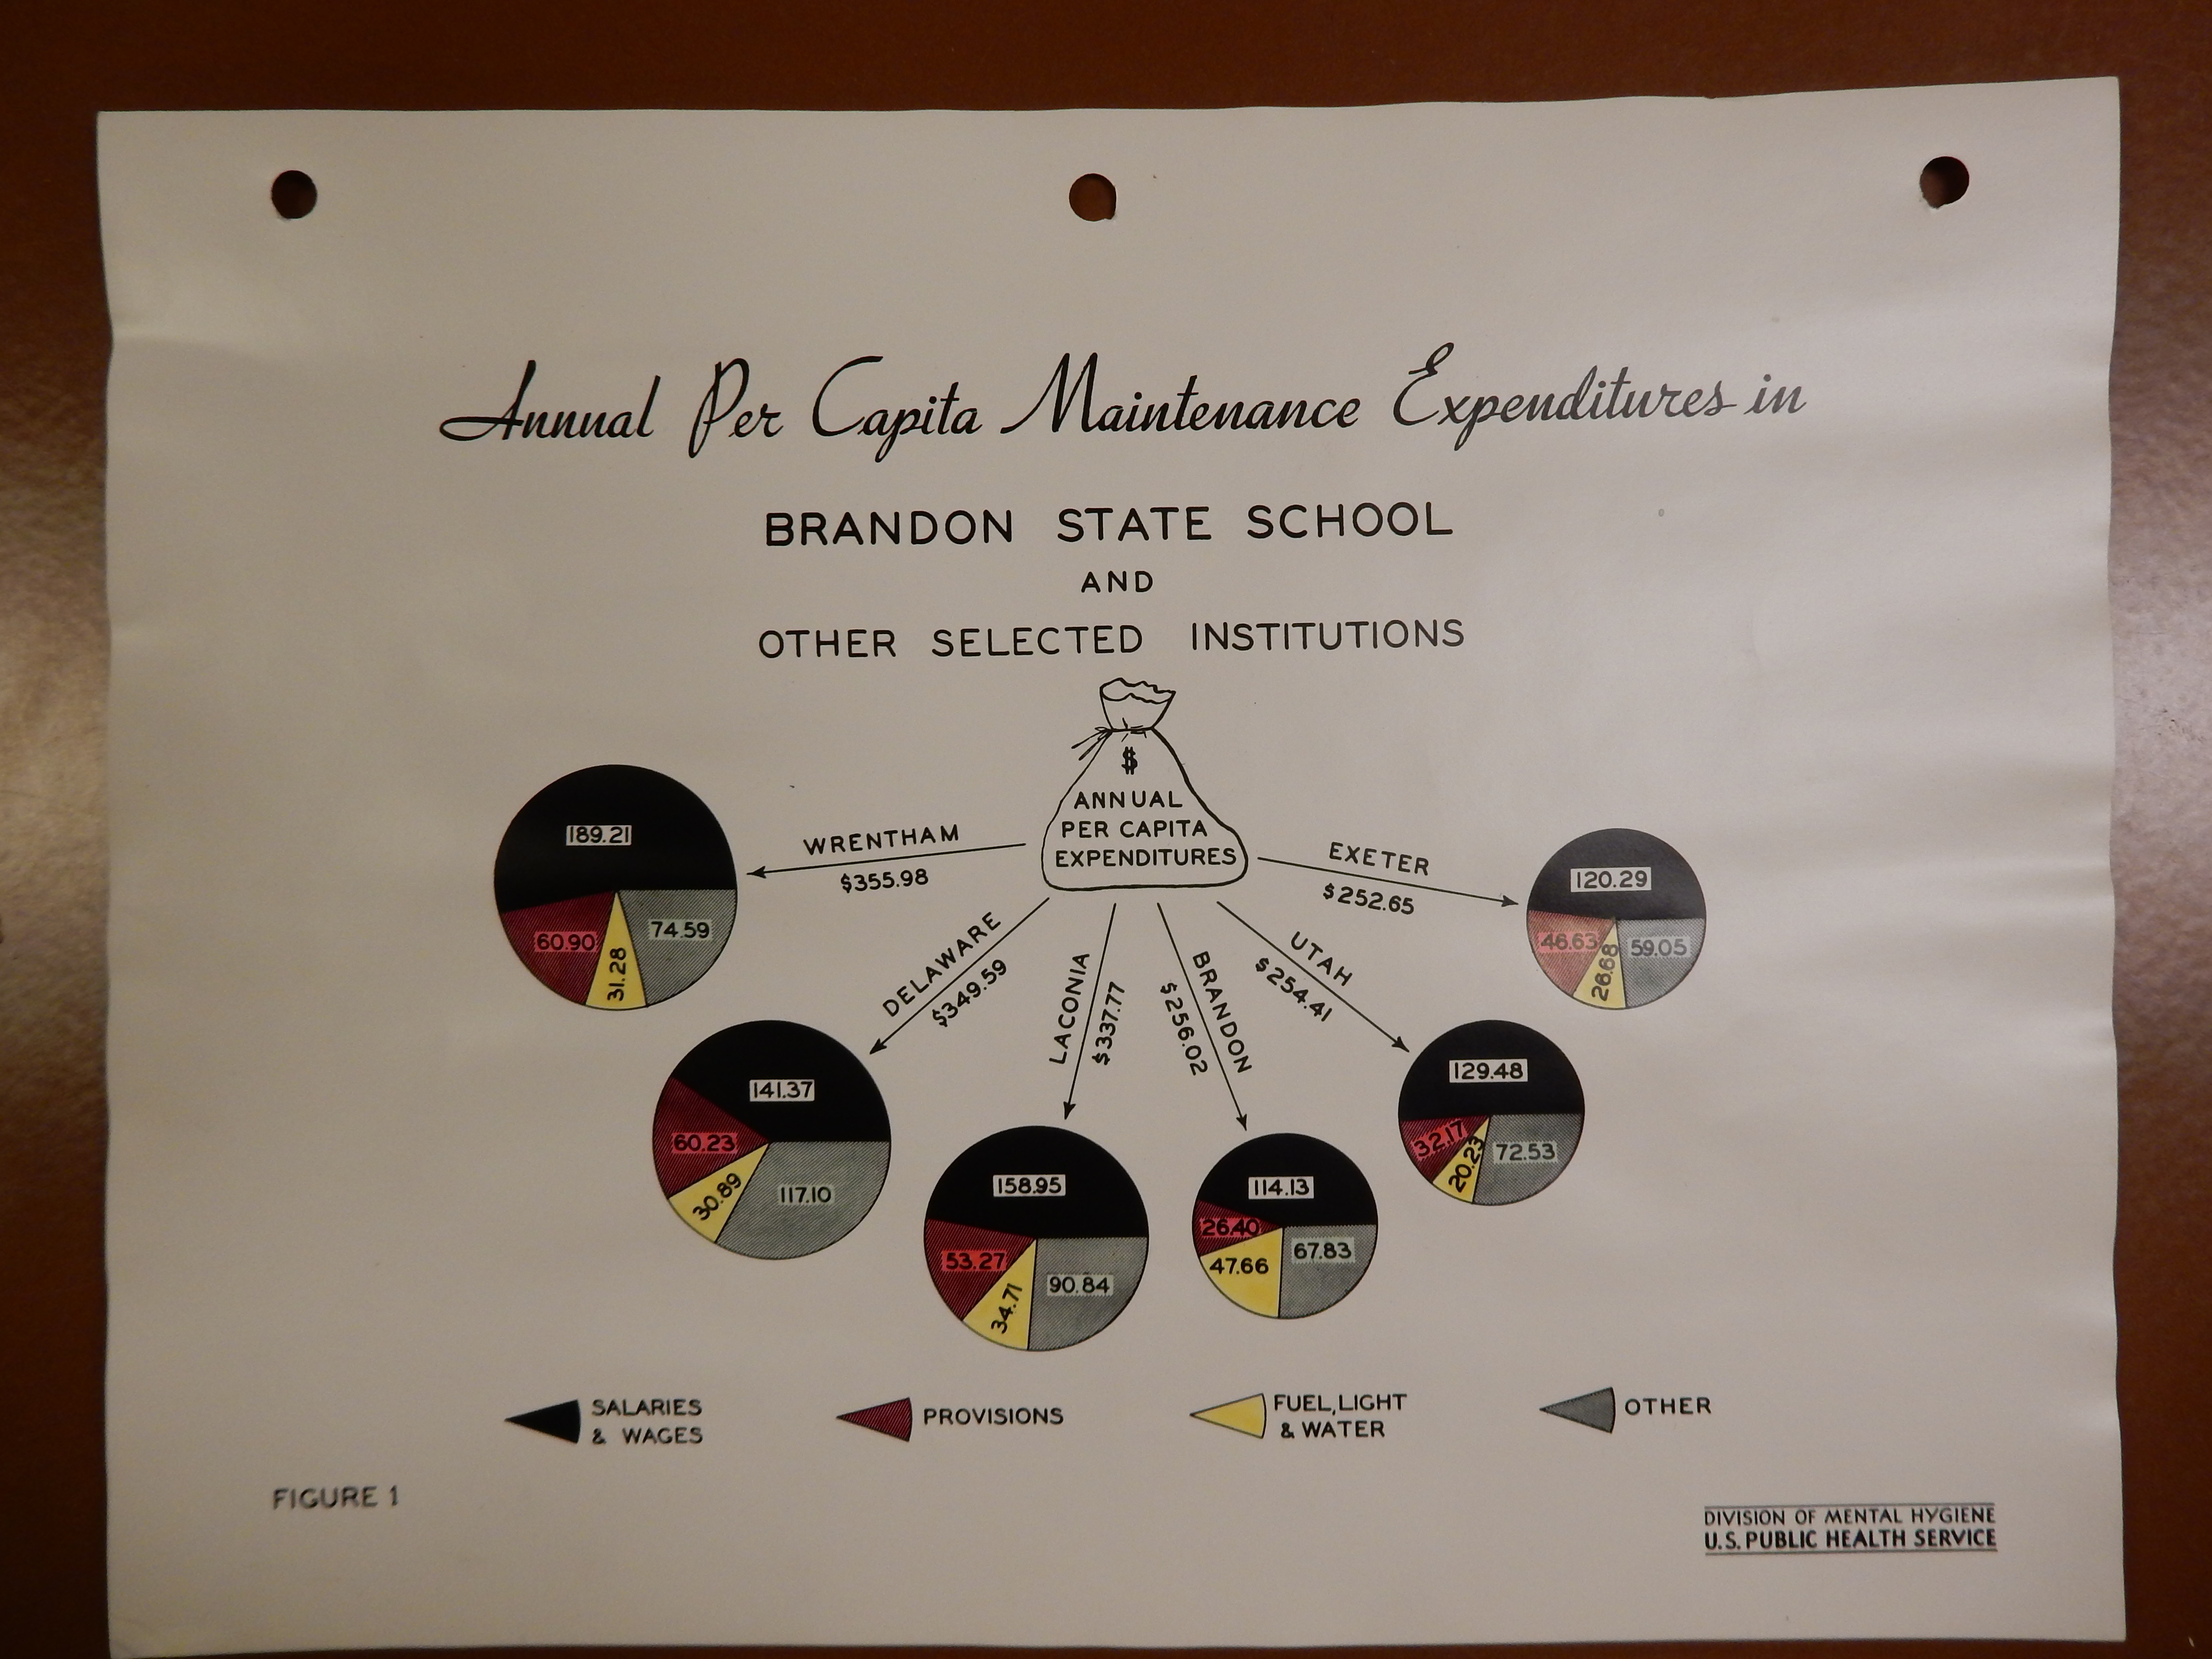 Annual Per Capita Maintenance Expenditures in
BRANDON STATE SCHOOL
AND
OTHER SELECTED INSTITUTIONS
$
ANNUAL
PER CAPITA
EXPENDITURES
WRENTHAM
$355.98
189.21
60.90
31.28
74.59
DELAWARE
$349.59
141.37
60.23
30.89
117.10
LACONIA
$337.77
158.95
53.27
34.71
90.84
BRANDON
$256.02
114.13
26.40
47.66
67.83
UTAH
$254.41
129.48
32.17
20.23
72.53
EXETER
$252.65
120.29
46.63
26.68
59.05
SALARIES
& WAGES
PROVISIONS
FUEL, LIGHT
& WATER
OTHER
FIGURE 1
DIVISION OF MENTAL HYGIENE
U.S. PUBLIC HEALTH SERVICE